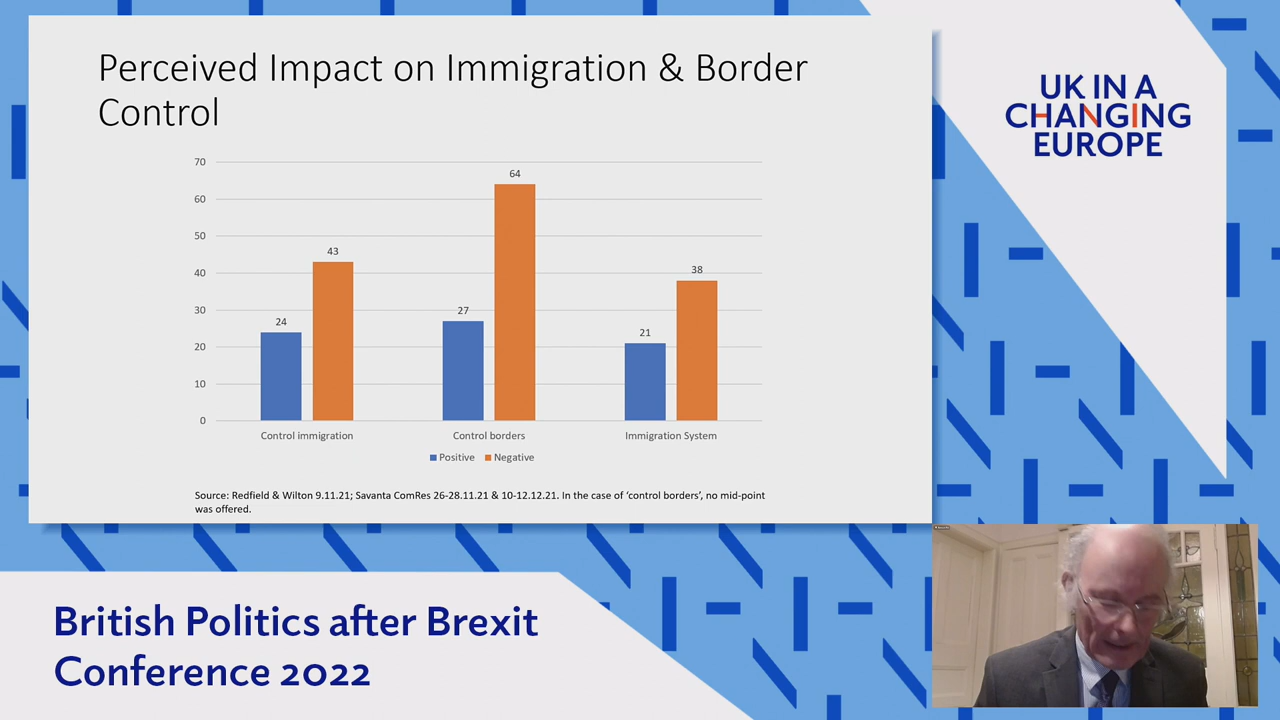 Perceived Impact on Immigration & Border
Control
70
60
50
40
30
20
10
0
24
43
27
64
21
38
Control immigration
Control borders
Immigration System
Positive
Negative
Source: Redfield & Wilton 9.11.21; Savanta ComRes 26-28.11.21 & 10-12.12.21. In the case of ‘control borders’, no mid-point
was offered.
UK IN A
CHANGING
EUROPE
British Politics after Brexit
Conference 2022